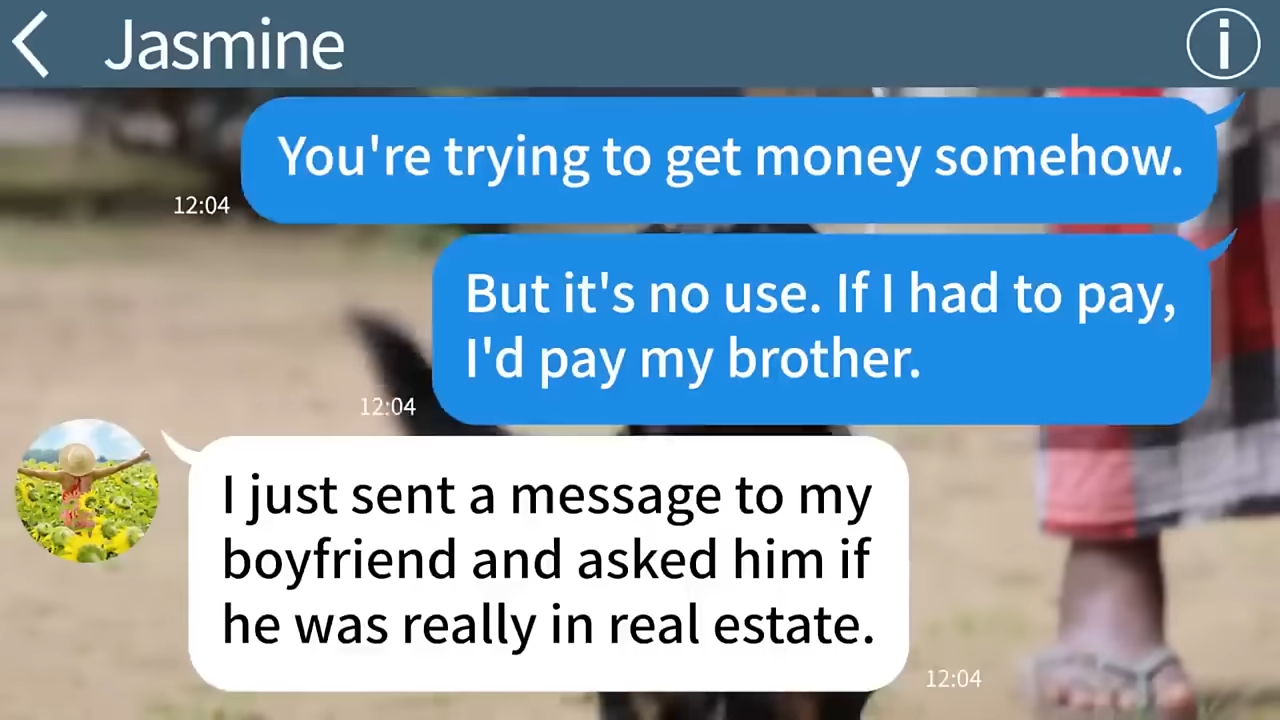 Jasmine
You're trying to get money somehow.
12:04
But it's no use. If I had to pay,
I'd pay my brother.
12:04
I just sent a message to my
boyfriend and asked him if
he was really in real estate.
12:04